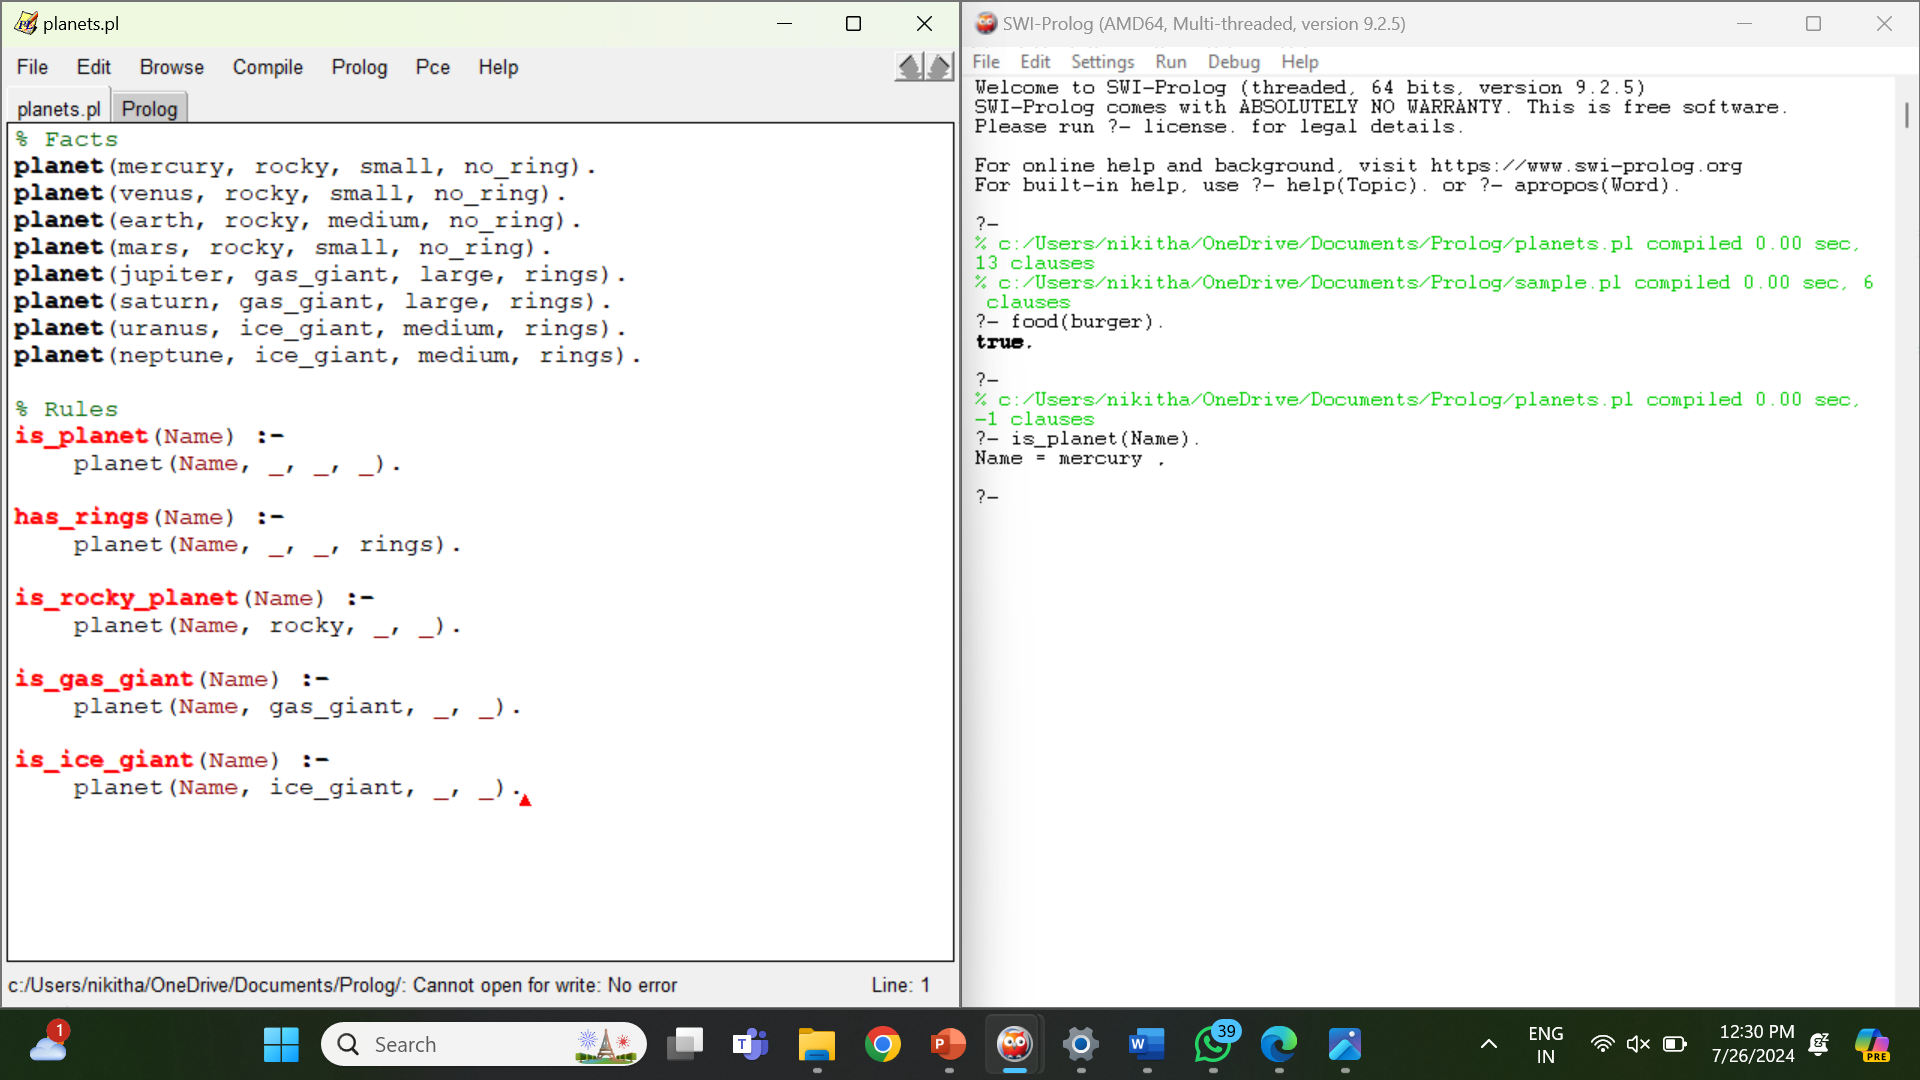 planets.pl
File Edit Browse Compile Prolog Pce Help
planets.pl Prolog
% Facts
planet(mercury, rocky, small, no_ring).
planet(venus, rocky, small, no_ring).
planet(earth, rocky, medium, no_ring).
planet(mars, rocky, small, no_ring).
planet(jupiter, gas_giant, large, rings).
planet(saturn, gas_giant, large, rings).
planet(uranus, ice_giant, medium, rings).
planet(neptune, ice_giant, medium, rings).
% Rules
is_planet(Name) :-
planet(Name, _, _, _).
has_rings(Name) :-
planet(Name, _, _, rings).
is_rocky_planet(Name) :-
planet(Name, rocky, _, _).
is_gas_giant(Name) :-
planet(Name, gas_giant, _, _).
is_ice_giant(Name) :-
planet(Name, ice_giant, _, _).
c:/Users/nikitha/OneDrive/Documents/Prolog/: Cannot open for write: No error Line: 1
SWI-Prolog (AMD64, Multi-threaded, version 9.2.5)
File Edit Settings Run Debug Help
Welcome to SWI-Prolog (threaded, 64 bits, version 9.2.5)
SWI-Prolog comes with ABSOLUTELY NO WARRANTY. This is free software.
Please run ?- license. for legal details.
For online help and background, visit https://www.swi-prolog.org
For built-in help, use ?- help(Topic). or ?- apropos(Word).
?-
% c:/Users/nikitha/OneDrive/Documents/Prolog/planets.pl compiled 0.00 sec,
13 clauses
% c:/Users/nikitha/OneDrive/Documents/Prolog/sample.pl compiled 0.00 sec, 6
clauses
?- food(burger).
true.
?-
% c:/Users/nikitha/OneDrive/Documents/Prolog/planets.pl compiled 0.00 sec,
-1 clauses
?- is_planet(Name).
Name = mercury .
?-
1
Search
39
ENG
IN
12:30 PM
7/26/2024
PRE